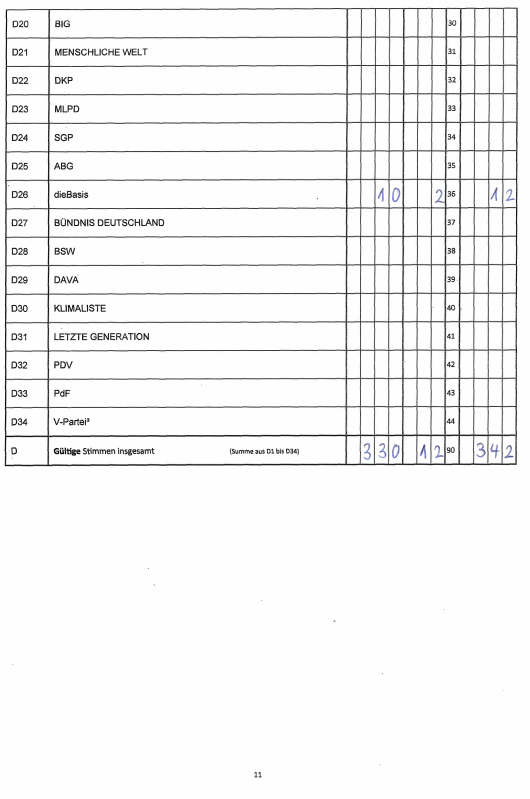 D20 BIG 30
D21 MENSCHLICHE WELT 31
D22 DKP 32
D23 MLPD 33
D24 SGP 34
D25 ABG 35
D26 dieBasis 10 2 36 12
D27 BÜNDNIS DEUTSCHLAND 37
D28 BSW 38
D29 DAVA 39
D30 KLIMALISTE 40
D31 LETZTE GENERATION 41
D32 PDV 42
D33 PdF 43
D34 V-Partei³ 44
D Gültige Stimmen insgesamt (Summe aus D1 bis D34) 330 12 90 342
11